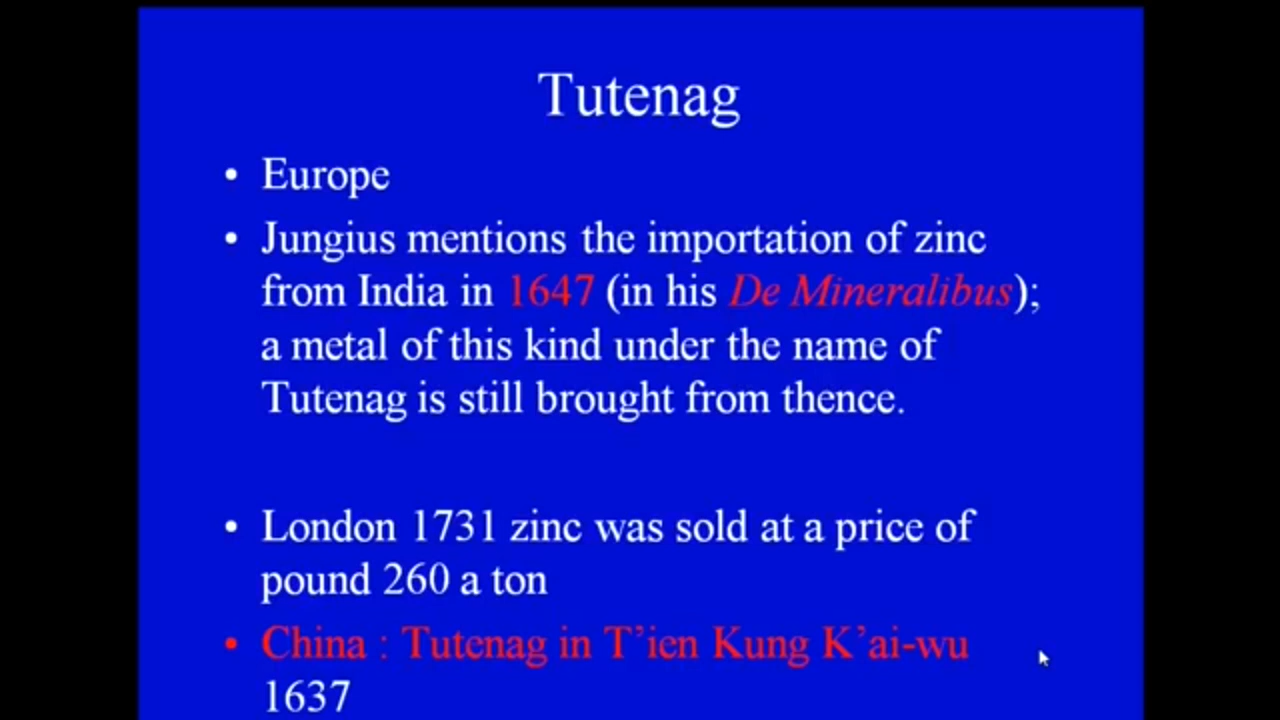 Tutenag
• Europe
• Jungius mentions the importation of zinc
from India in 1647 (in his De Mineralibus);
a metal of this kind under the name of
Tutenag is still brought from thence.
• London 1731 zinc was sold at a price of
pound 260 a ton
• China : Tutenag in T’ien Kung K’ai-wu
1637